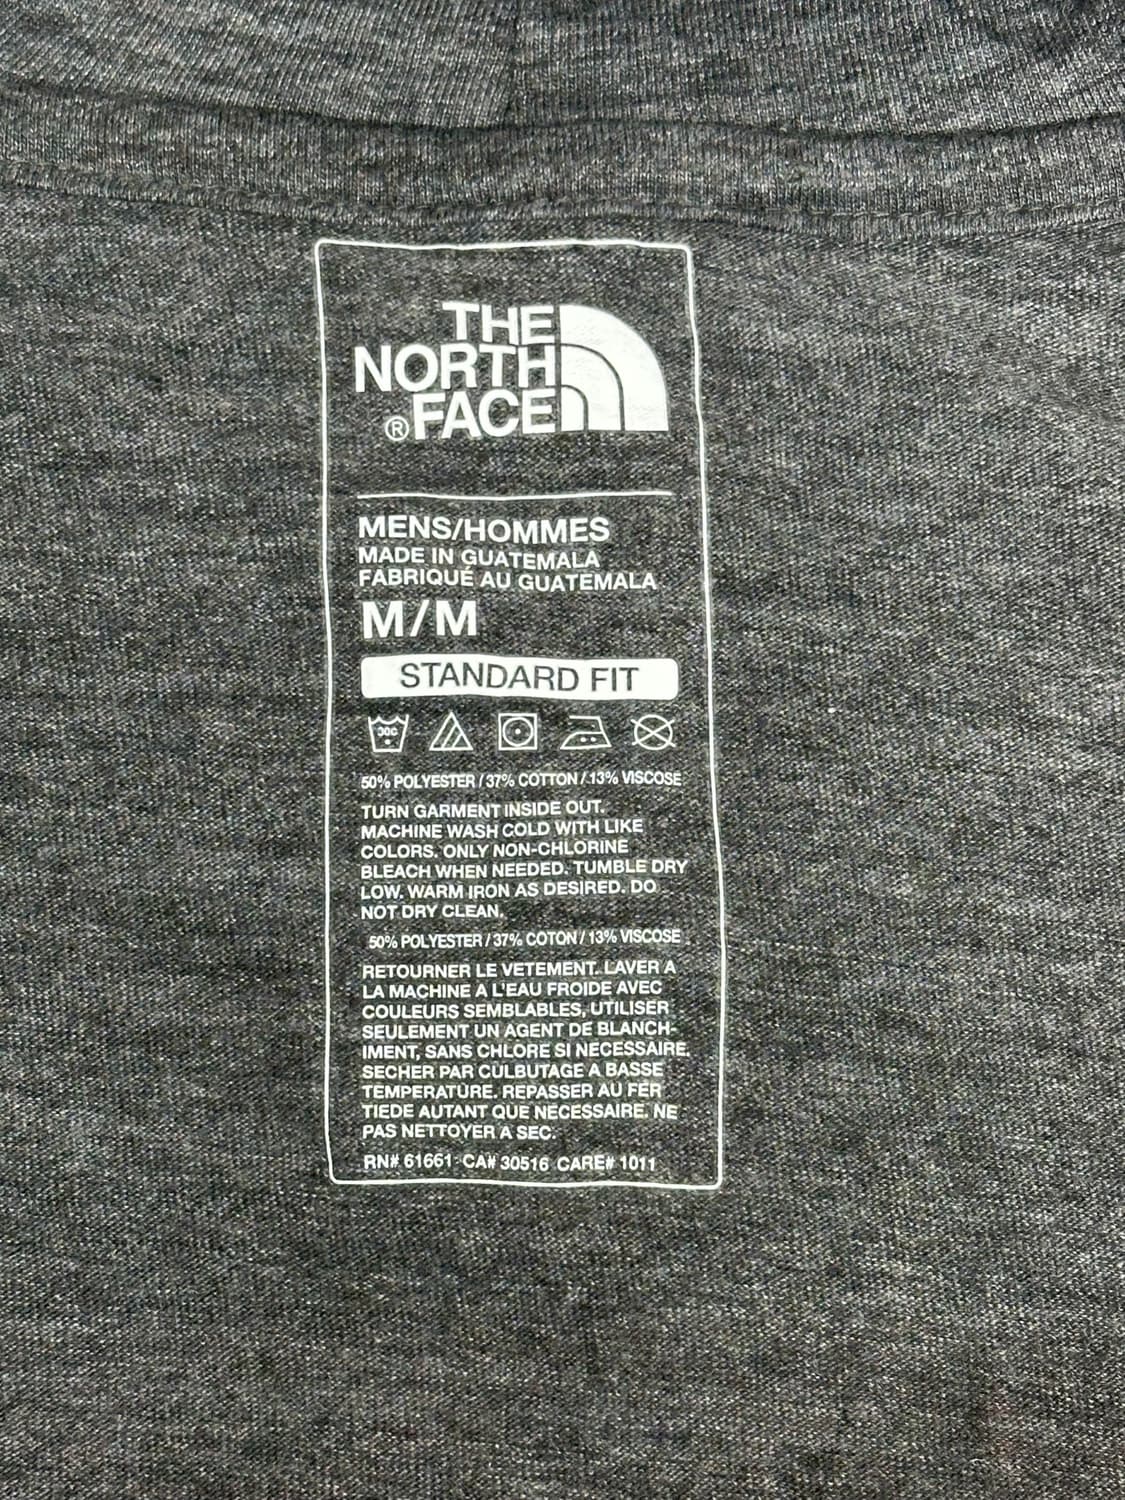 THE
NORTH
®FACE
MENS/HOMMES
MADE IN GUATEMALA
FABRIQUÉ AU GUATEMALA
M/M
STANDARD FIT
30C
50% POLYESTER / 37% COTTON / 13% VISCOSE
TURN GARMENT INSIDE OUT.
MACHINE WASH COLD WITH LIKE
COLORS. ONLY NON-CHLORINE
BLEACH WHEN NEEDED. TUMBLE DRY
LOW. WARM IRON AS DESIRED. DO
NOT DRY CLEAN.
50% POLYESTER / 37% COTON / 13% VISCOSE
RETOURNER LE VETEMENT. LAVER A
LA MACHINE A L'EAU FROIDE AVEC
COULEURS SEMBLABLES, UTILISER
SEULEMENT UN AGENT DE BLANCH-
IMENT, SANS CHLORE SI NECESSAIRE.
SECHER PAR CULBUTAGE A BASSE
TEMPERATURE. REPASSER AU FER
TIEDE AUTANT QUE NECESSAIRE. NE
PAS NETTOYER A SEC.
RN# 61661 CA# 30516 CARE# 1011